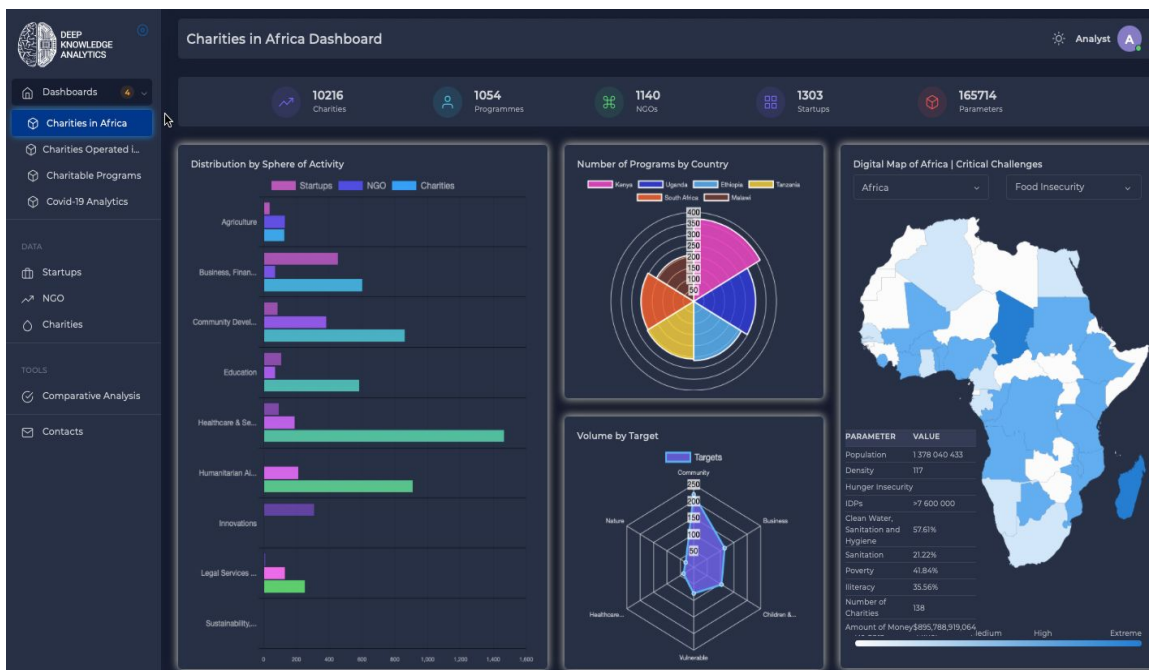 DEEP
KNOWLEDGE
ANALYTICS
Dashboards 4
Charities in Africa
Charities Operated i...
Charitable Programs
Covid-19 Analytics
DATA
Startups
NGO
Charities
TOOLS
Comparative Analysis
Contacts
Charities in Africa Dashboard
Analyst A
10216
Charities
1054
Programmes
1140
NGOs
1303
Startups
165714
Parameters
Distribution by Sphere of Activity
Startups NGO Charities
Agriculture
Business, Finan...
Community Devel...
Education
Healthcare & Se...
Humanitarian Ai...
Innovations
Legal Services ...
Sustainability,...
0 200 400 600 800 1,000 1,200 1,400 1,600
Number of Programs by Country
Kenya Uganda Ethiopia Tanzania
South Africa Malawi
400
350
300
250
200
150
100
50
Volume by Target
Targets
Community
250
200
150
100
50
Nature
Business
Healthcare...
Children &...
Vulnerable
Digital Map of Africa | Critical Challenges
Africa
Food Insecurity
PARAMETER VALUE
Population 1 378 040 433
Density 117
Hunger Insecurity
IDPs >7 600 000
Clean Water,
Sanitation and
Hygiene 57.61%
Sanitation 21.22%
Poverty 41.84%
Illiteracy 35.56%
Number of
Charities 138
Amount of Money $895,788,919,064
Medium High Extreme